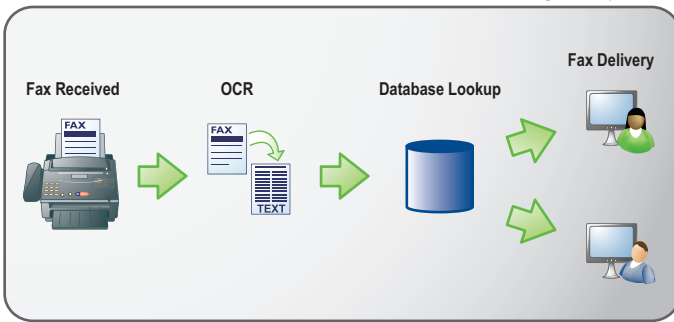 Fax Received
OCR
Database Lookup
Fax Delivery
FAX
FAX
TEXT